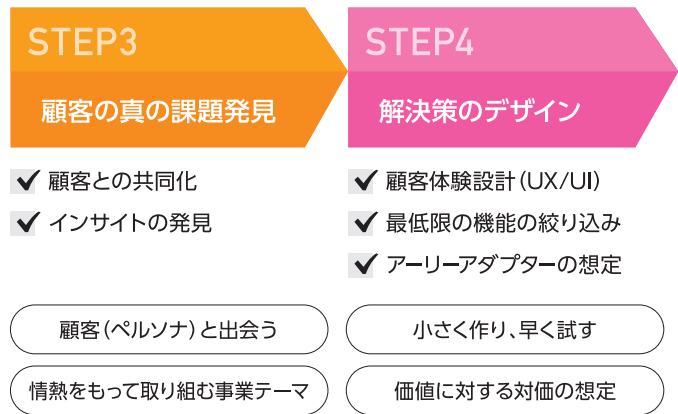 STEP3
顧客の真の課題発見
顧客との共同化
インサイトの発見
顧客(ペルソナ)と出会う
情熱をもって取り組む事業テーマ
STEP4
解決策のデザイン
顧客体験設計(UX/UI)
最低限の機能の絞り込み
アーリーアダプターの想定
小さく作り、早く試す
価値に対する対価の想定